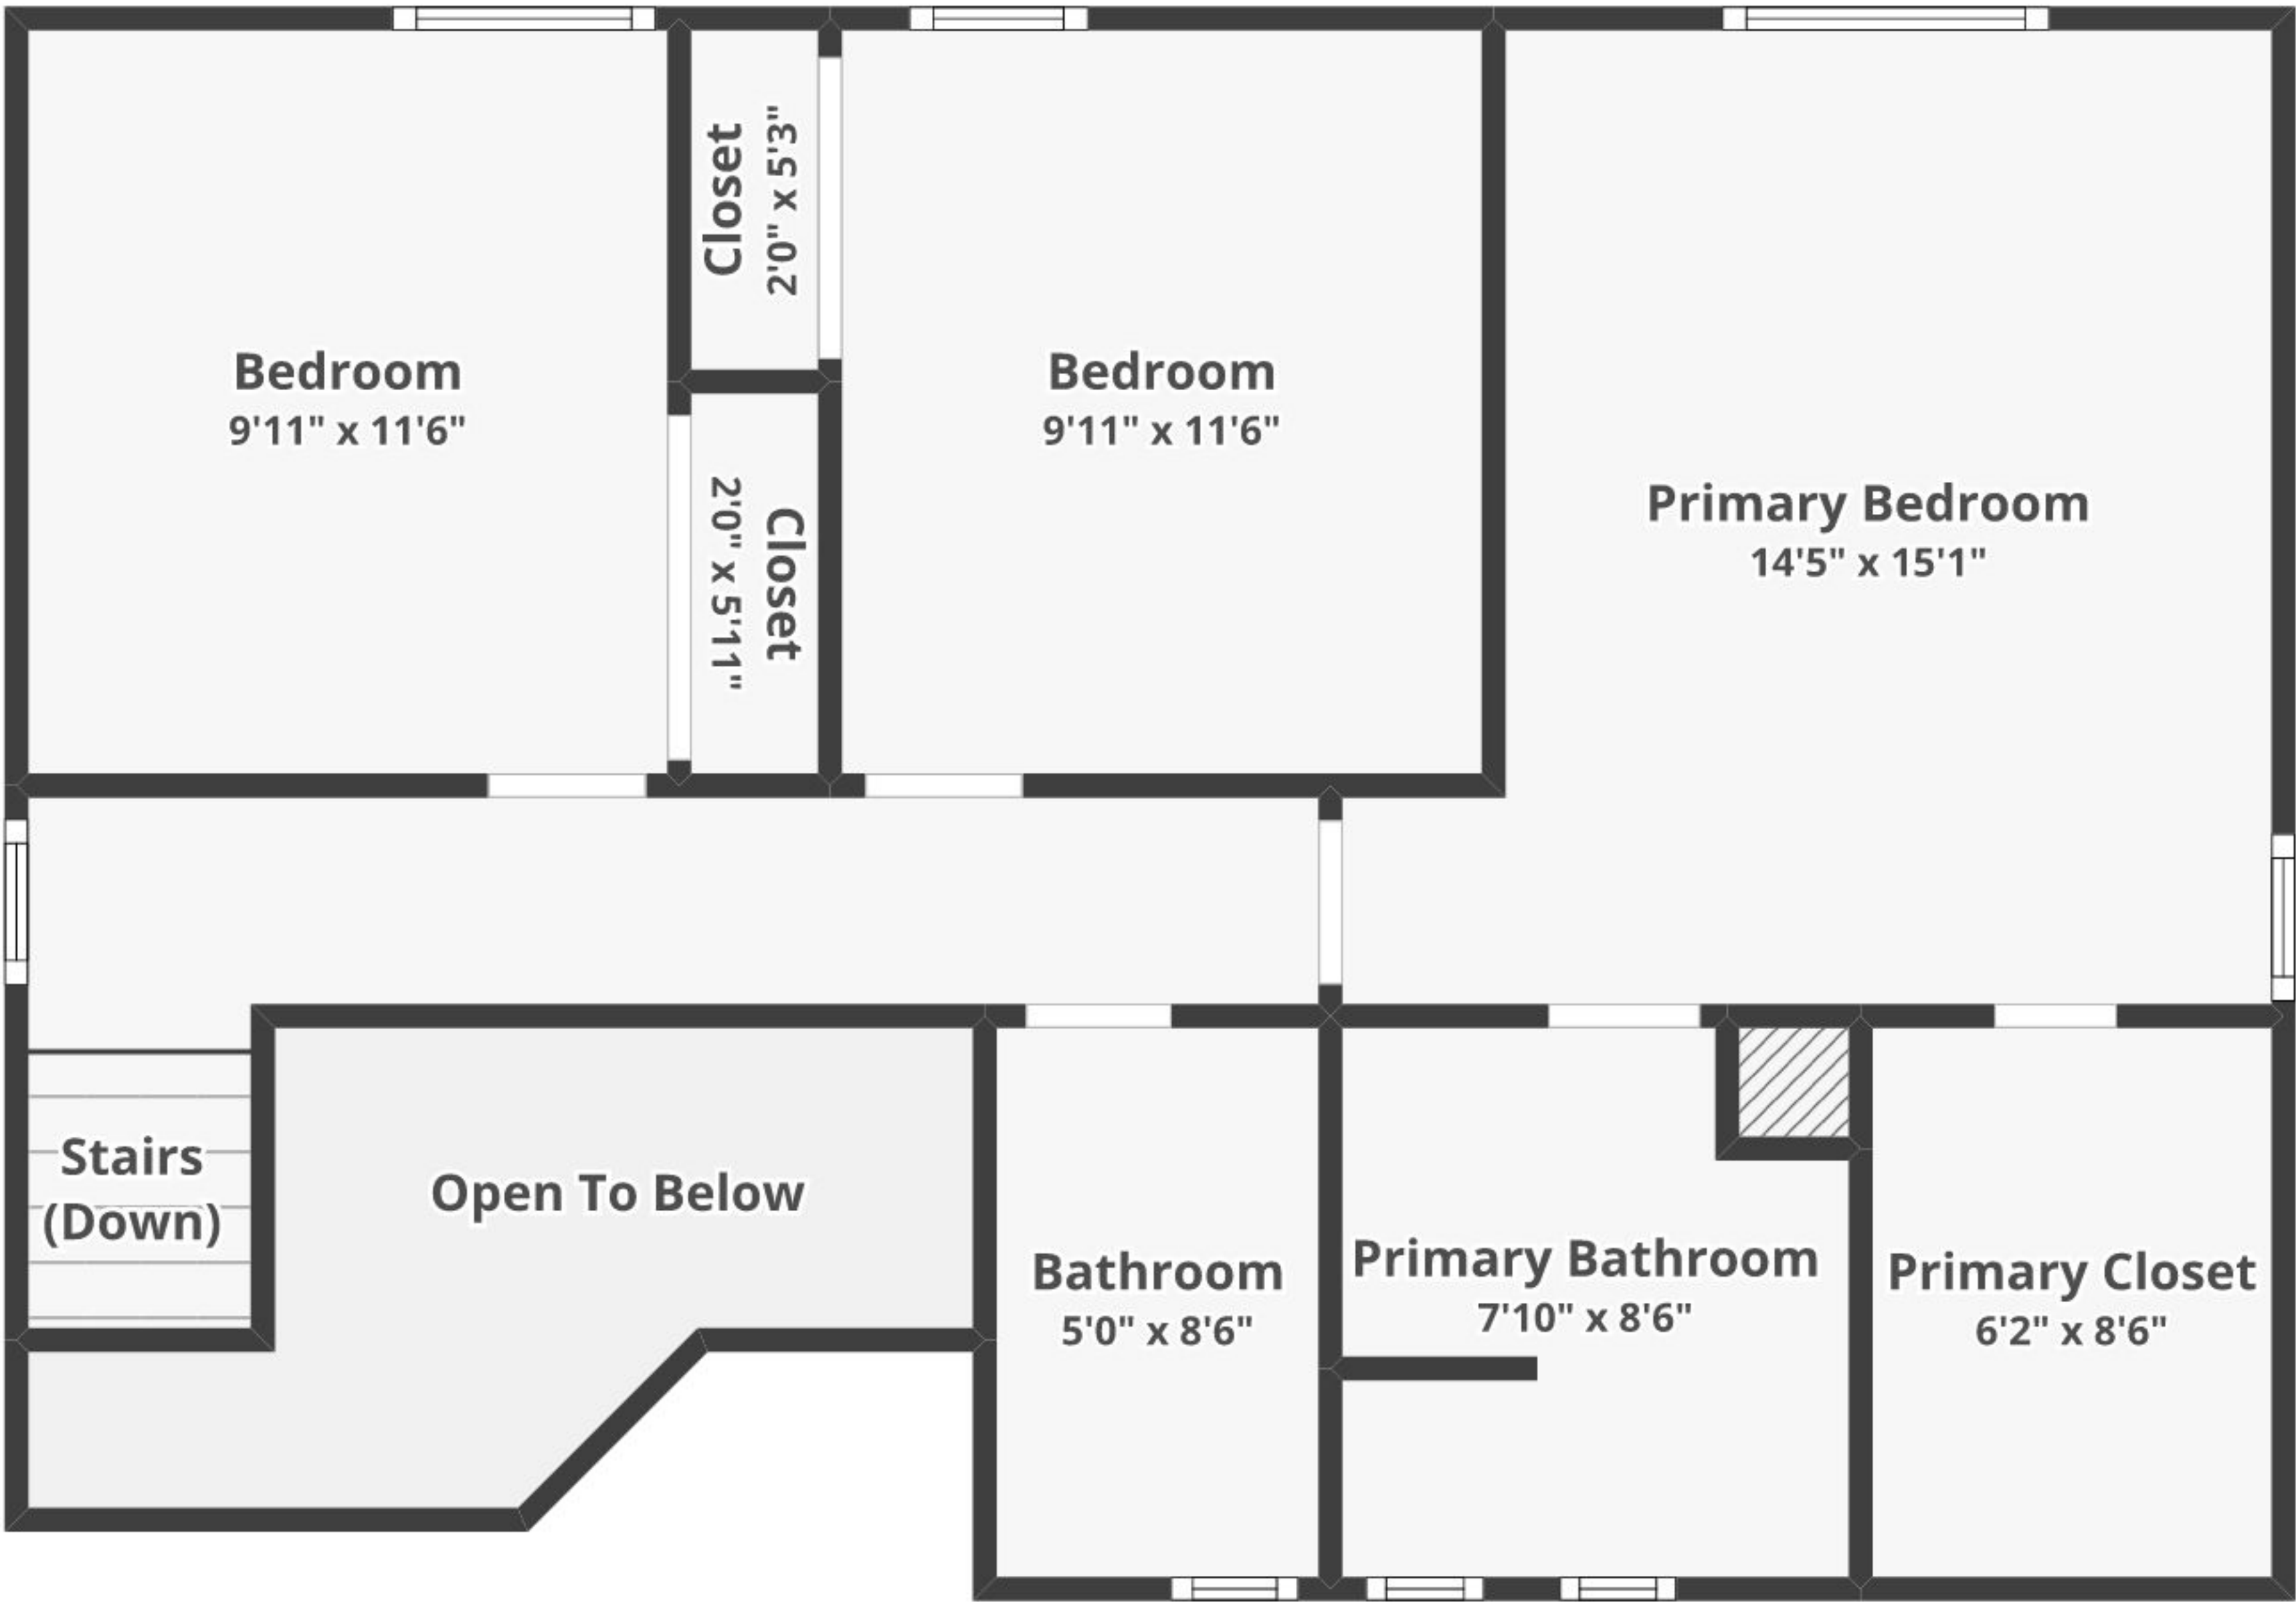 Bedroom
9'11" x 11'6"
Closet
2'0" x 5'3"
Closet
2'0" x 5'11"
Bedroom
9'11" x 11'6"
Primary Bedroom
14'5" x 15'1"
Stairs
(Down)
Open To Below
Bathroom
5'0" x 8'6"
Primary Bathroom
7'10" x 8'6"
Primary Closet
6'2" x 8'6"